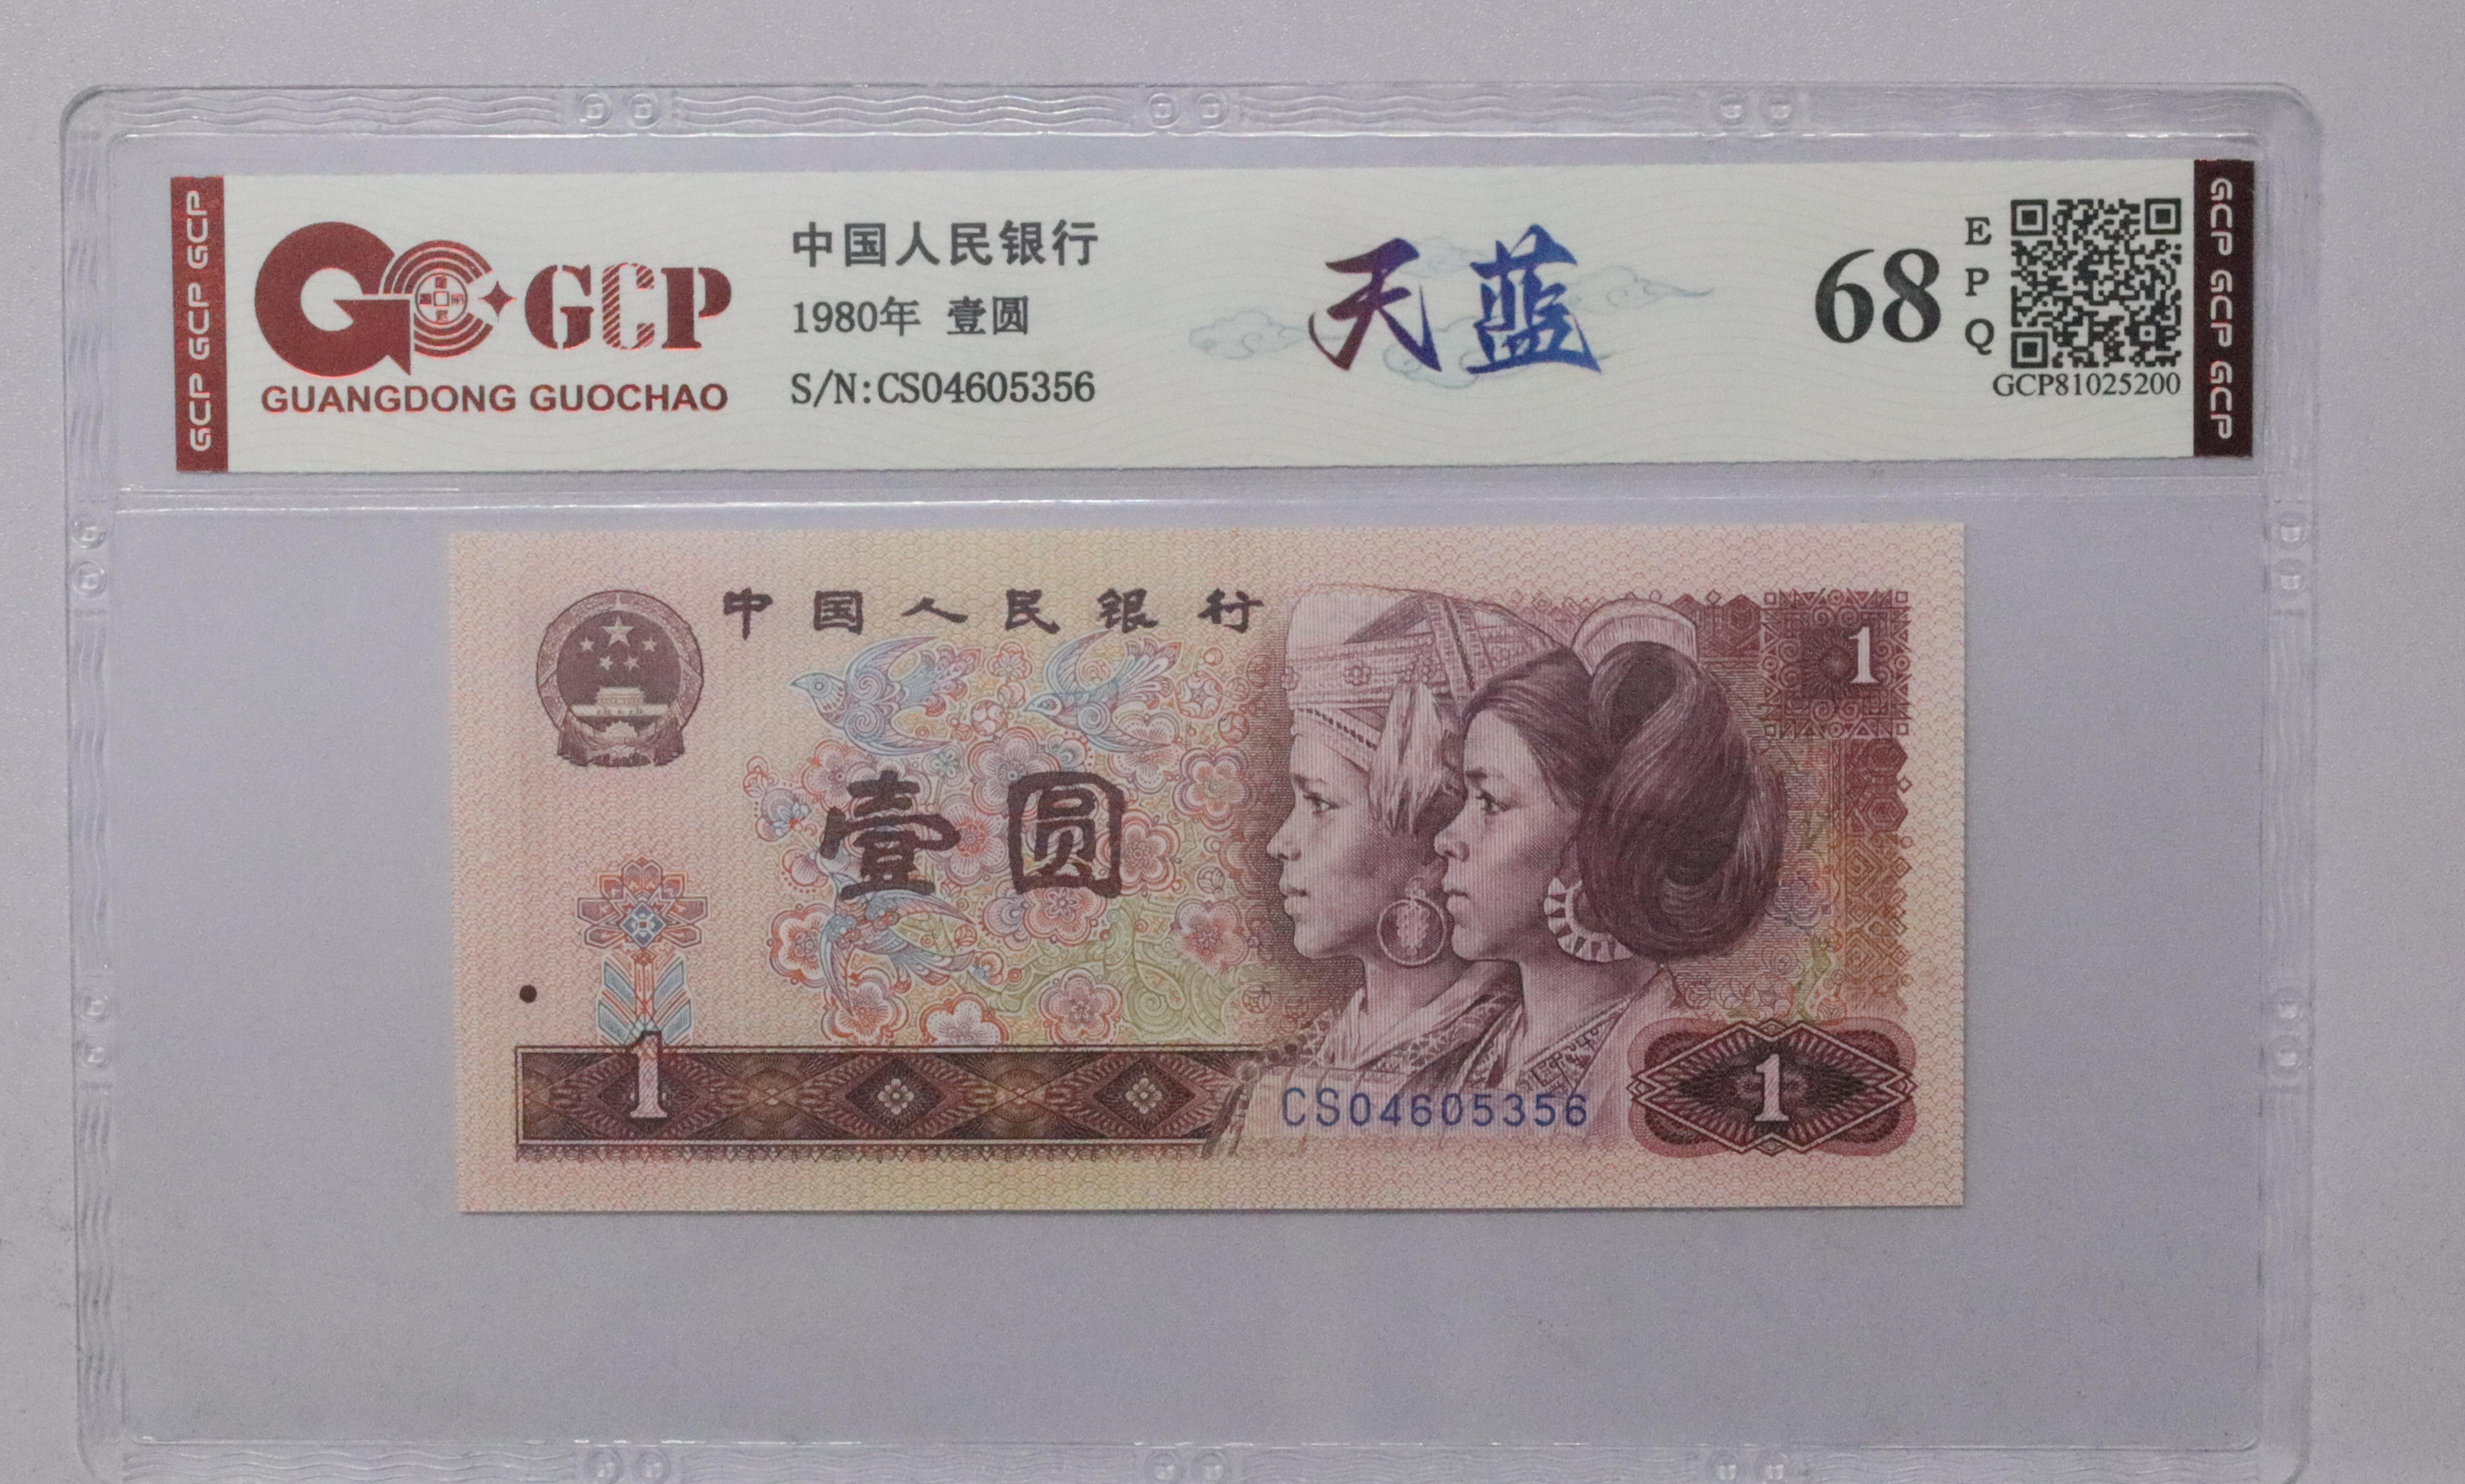 GCP GCP GCP
GCP
GUANGDONG GUOCHAO
中国人民银行
1980年 壹圆
S/N:CS04605356
天蓝
68
EPQ
GCP81025200
GCP GCP GCP
中国人民银行
1
壹圆
1
CS04605356
1